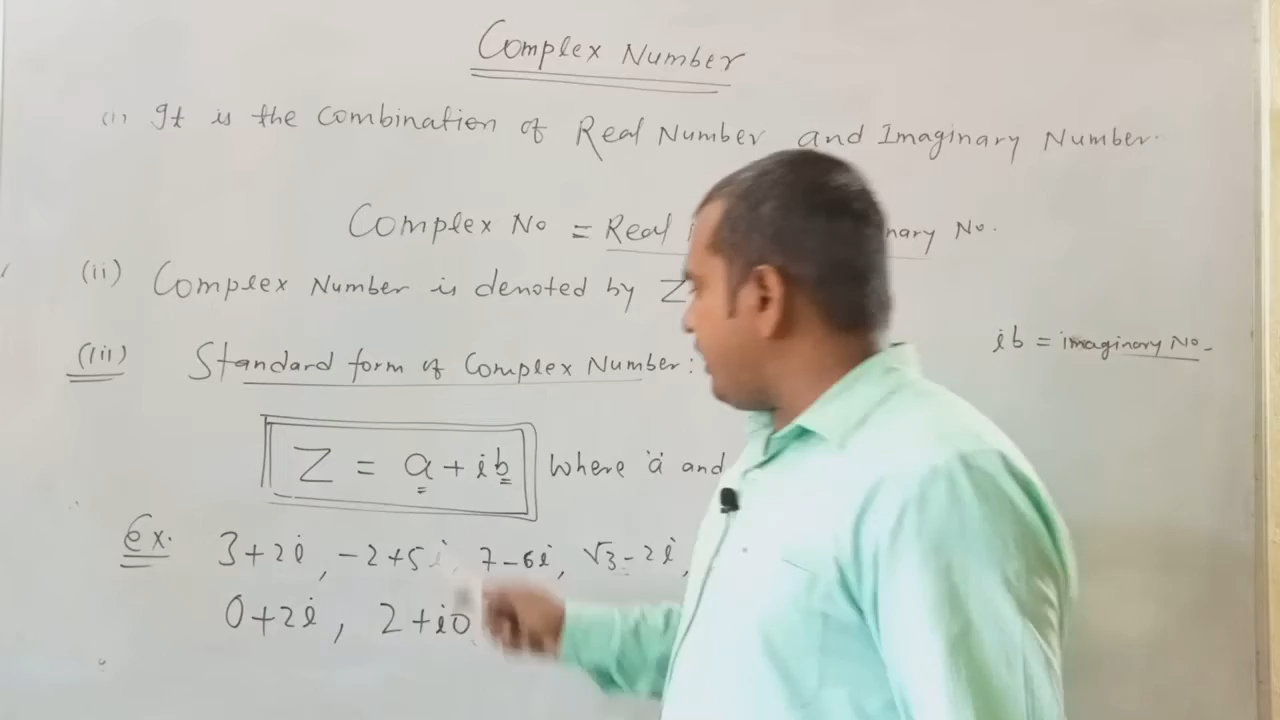 Complex Number
(i) It is the Combination of Real Number and Imaginary Number.
Complex No = Real No.
(ii) Complex Number is denoted by Z
ib = imaginary No.
(iii) Standard form of Complex Number:
Z = a + ib where 'a' and
Ex. 3+2i, -2+5i, 7-6i, √3-2i,
0+2i, 2+i0